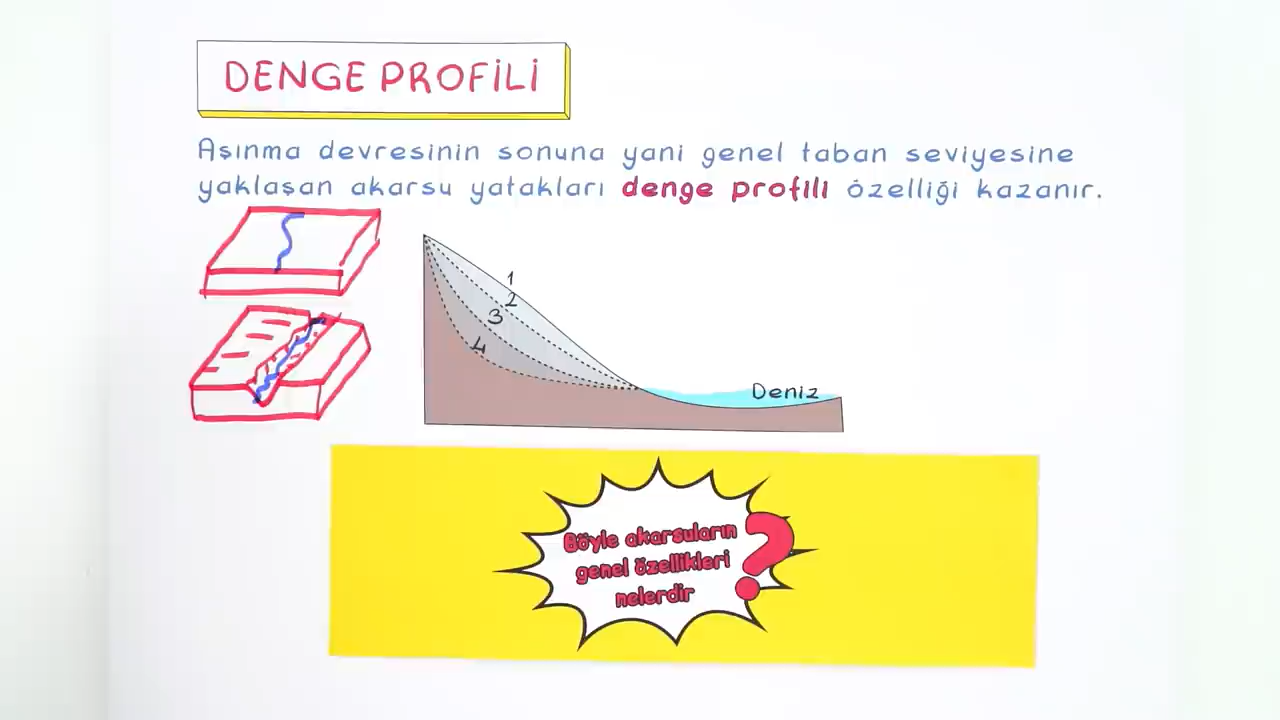 DENGE PROFİLİ
Aşınma devresinin sonuna yani genel taban seviyesine
yaklaşan akarsu yatakları denge profili özelliği kazanır.
1
2
3
4
Deniz
Böyle akarsuların
genel özellikleri
nelerdir
?